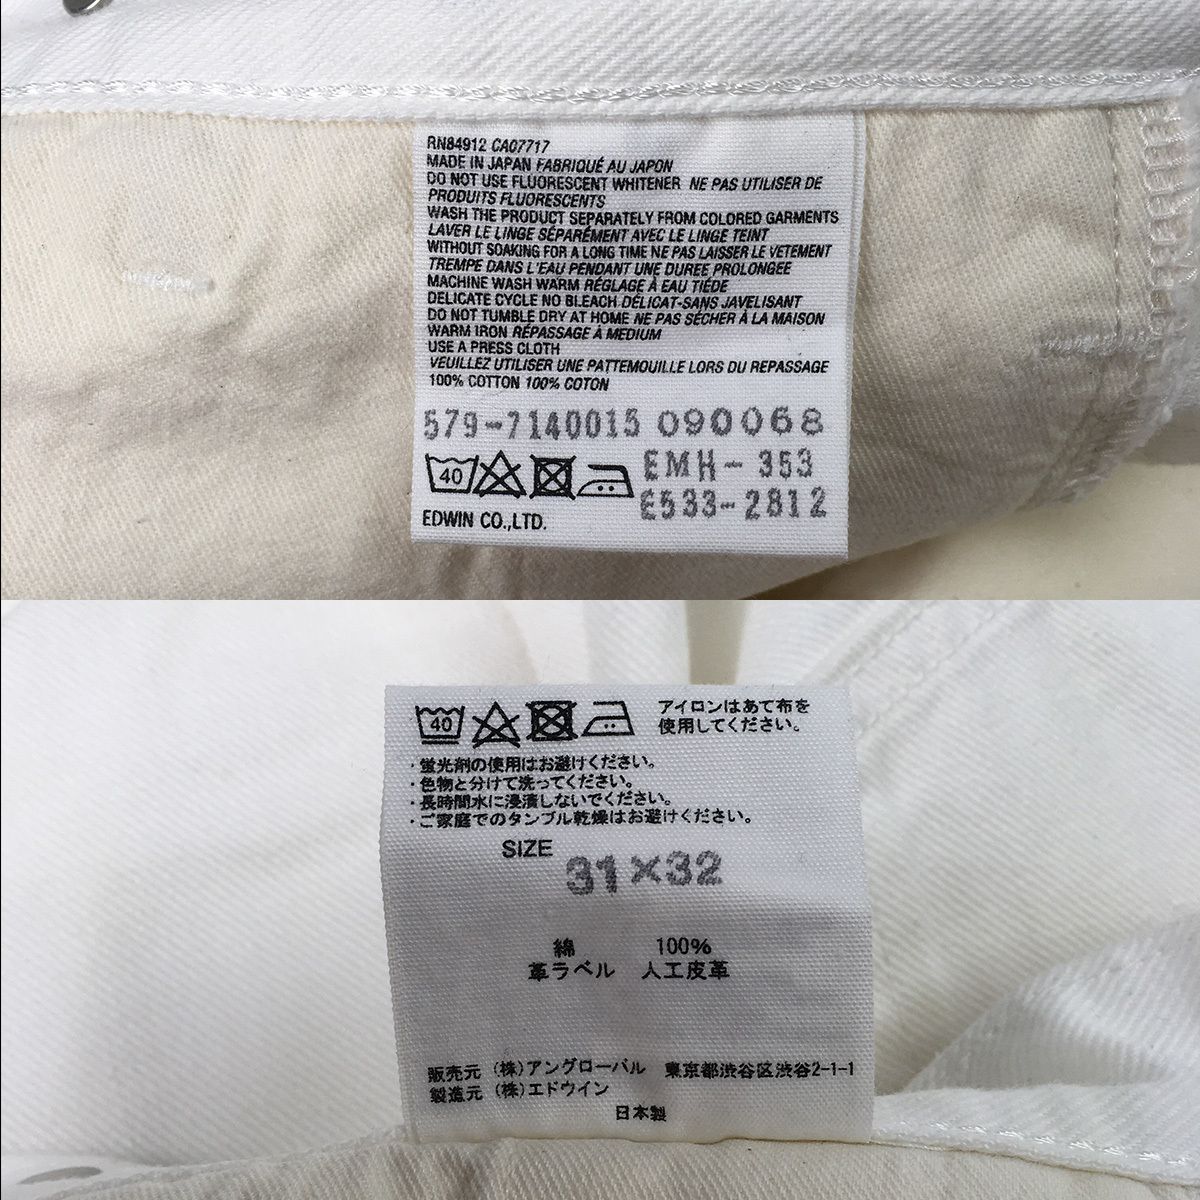 RN84912 CA07717
MADE IN JAPAN FABRIQUÉ AU JAPON
DO NOT USE FLUORESCENT WHITENER NE PAS UTILISER DE
PRODUITS FLUORESCENTS
WASH THE PRODUCT SEPARATELY FROM COLORED GARMENTS
LAVER LE LINGE SÉPARÉMENT AVEC LE LINGE TEINT
WITHOUT SOAKING FOR A LONG TIME NE PAS LAISSER LE VETEMENT
TREMPE DANS L'EAU PENDANT UNE DUREE PROLONGEE
MACHINE WASH WARM RÉGLAGE À EAU TIÈDE
DELICATE CYCLE NO BLEACH DÉLICAT-SANS JAVELISANT
DO NOT TUMBLE DRY AT HOME NE PAS SÉCHER À LA MAISON
WARM IRON RÉPASSAGE À MEDIUM
USE A PRESS CLOTH
VEUILLEZ UTILISER UNE PATTEMOUILLE LORS DU REPASSAGE
100% COTTON 100% COTON
579-7140015 090068
40 EMH-353
E533-2812
EDWIN CO.,LTD.
40 アイロンはあて布を
使用してください。
・蛍光剤の使用はお避けください。
・色物と分けて洗ってください。
・長時間水に浸漬しないでください。
・ご家庭でのタンブル乾燥はお避けください。
SIZE 31×32
綿 100%
革ラベル 人工皮革
販売元 (株)アングローバル 東京都渋谷区渋谷2-1-1
製造元 (株)エドウイン
日本製